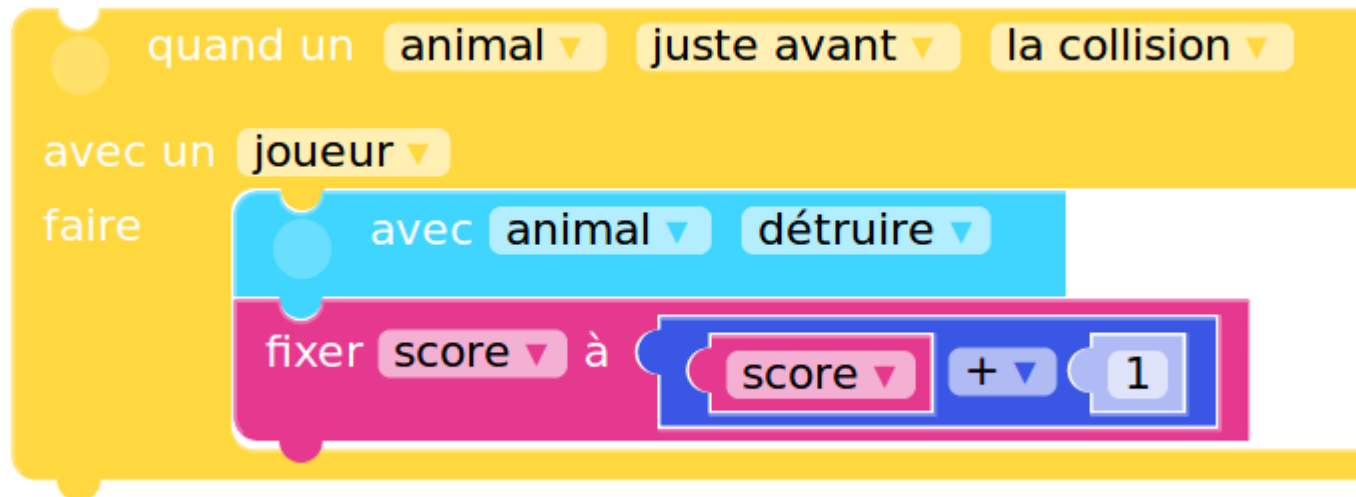 quand un animal ▼ juste avant ▼ la collision ▼
avec un joueur ▼
faire avec animal ▼ détruire ▼
fixer score ▼ à score ▼ + ▼ 1